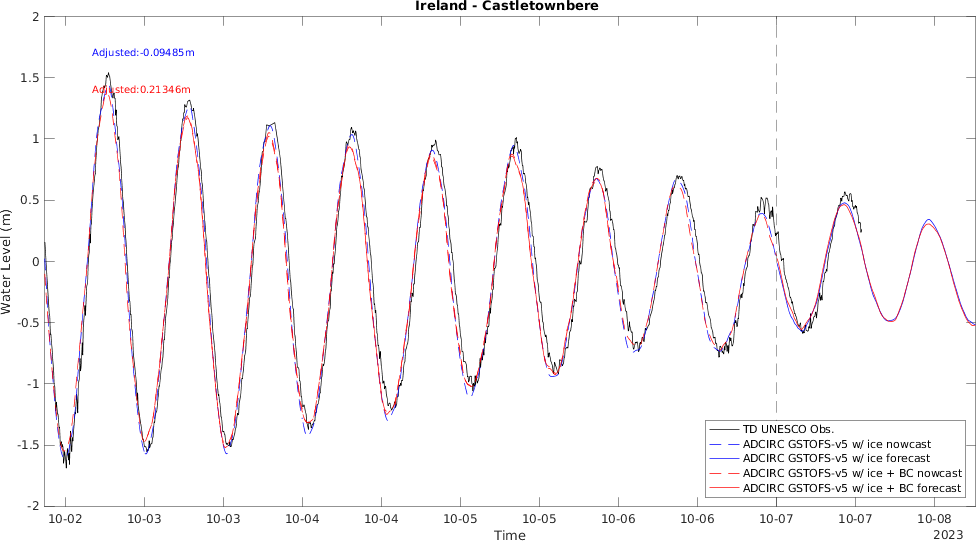 Ireland - Castletownbere
Adjusted:-0.09485m
Adjusted:0.21346m
Water Level (m)
2
1.5
1
0.5
0
-0.5
-1
-1.5
-2
TD UNESCO Obs.
ADCIRC GSTOFS-v5 w/ ice nowcast
ADCIRC GSTOFS-v5 w/ ice forecast
ADCIRC GSTOFS-v5 w/ ice + BC nowcast
ADCIRC GSTOFS-v5 w/ ice + BC forecast
10-02 10-03 10-03 10-04 10-04 10-05 10-05 10-06 10-06 10-07 10-07 10-08
Time
2023